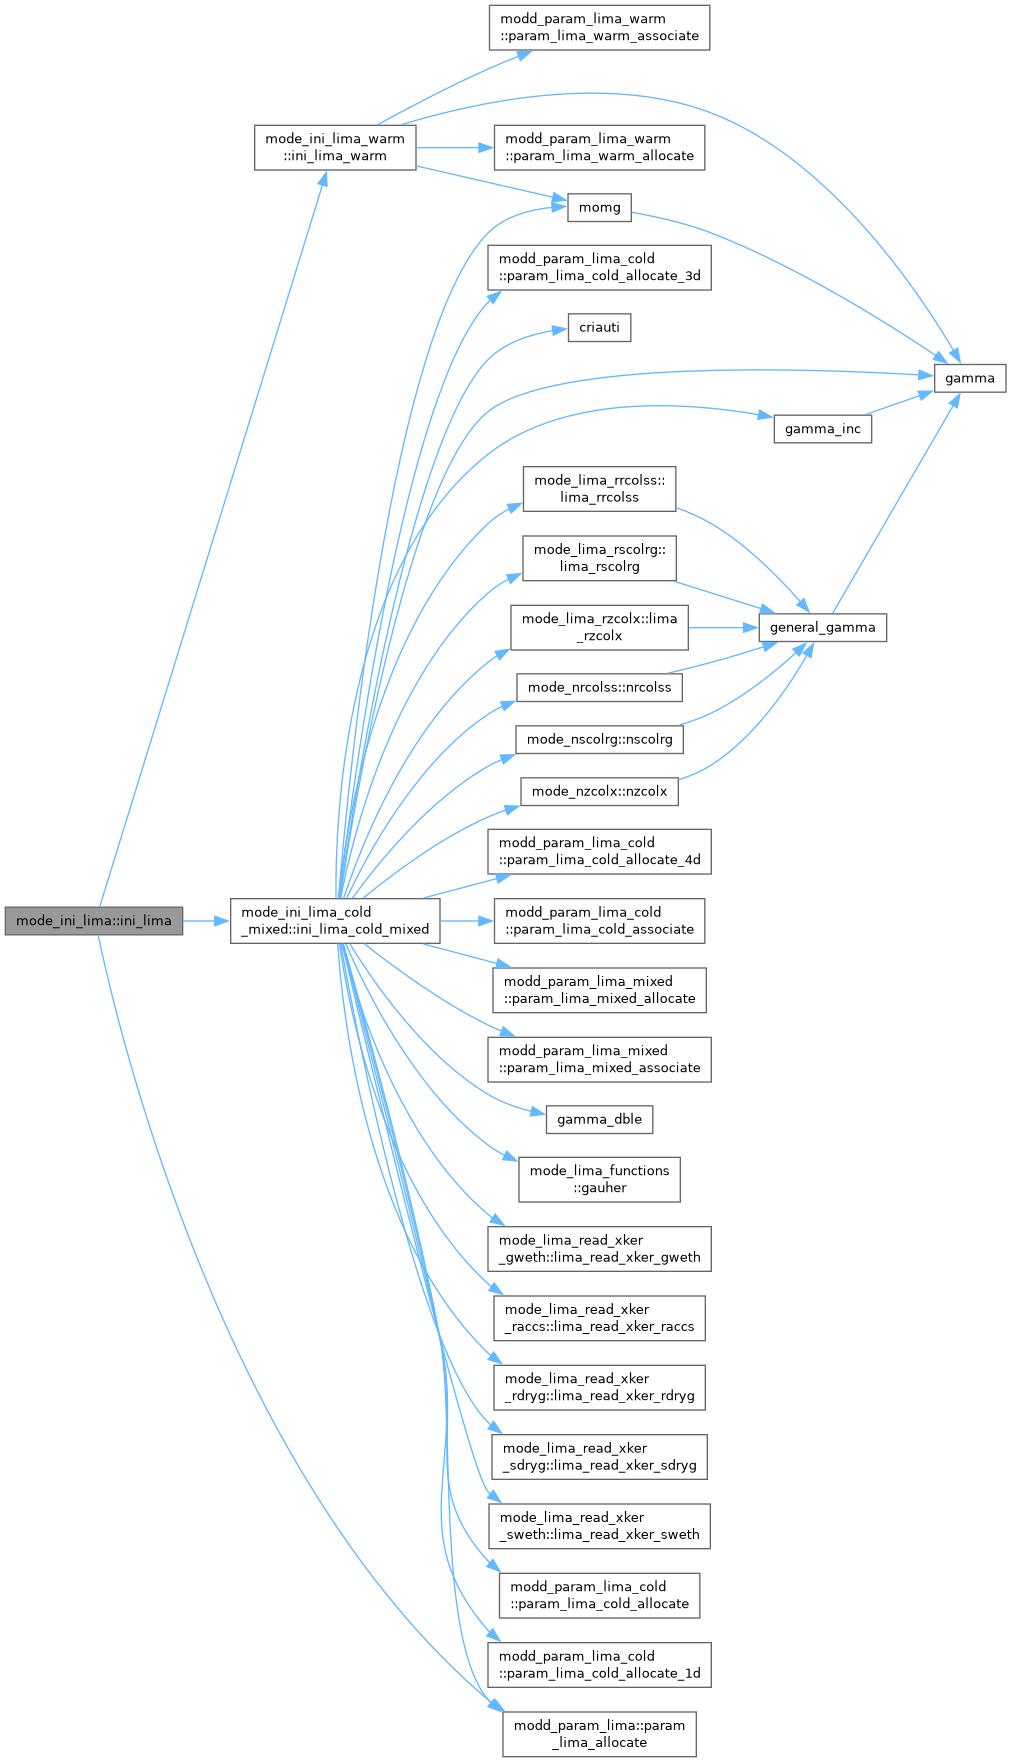 modd_param_lima_warm
::param_lima_warm_associate
mode_ini_lima_warm
::ini_lima_warm
modd_param_lima_warm
::param_lima_warm_allocate
momg
modd_param_lima_cold
::param_lima_cold_allocate_3d
criauti
gamma
gamma_inc
mode_lima_rrcolss::
lima_rrcolss
mode_lima_rscolrg::
lima_rscolrg
mode_lima_rzcolx::lima
_rzcolx
general_gamma
mode_nrcolss::nrcolss
mode_nscolrg::nscolrg
mode_nzcolx::nzcolx
modd_param_lima_cold
::param_lima_cold_allocate_4d
mode_ini_lima::ini_lima
mode_ini_lima_cold
_mixed::ini_lima_cold_mixed
modd_param_lima_cold
::param_lima_cold_associate
modd_param_lima_mixed
::param_lima_mixed_allocate
modd_param_lima_mixed
::param_lima_mixed_associate
gamma_dble
mode_lima_functions
::gauher
mode_lima_read_xker
_gweth::lima_read_xker_gweth
mode_lima_read_xker
_raccs::lima_read_xker_raccs
mode_lima_read_xker
_rdryg::lima_read_xker_rdryg
mode_lima_read_xker
_sdryg::lima_read_xker_sdryg
mode_lima_read_xker
_sweth::lima_read_xker_sweth
modd_param_lima_cold
::param_lima_cold_allocate
modd_param_lima_cold
::param_lima_cold_allocate_1d
modd_param_lima::param
_lima_allocate